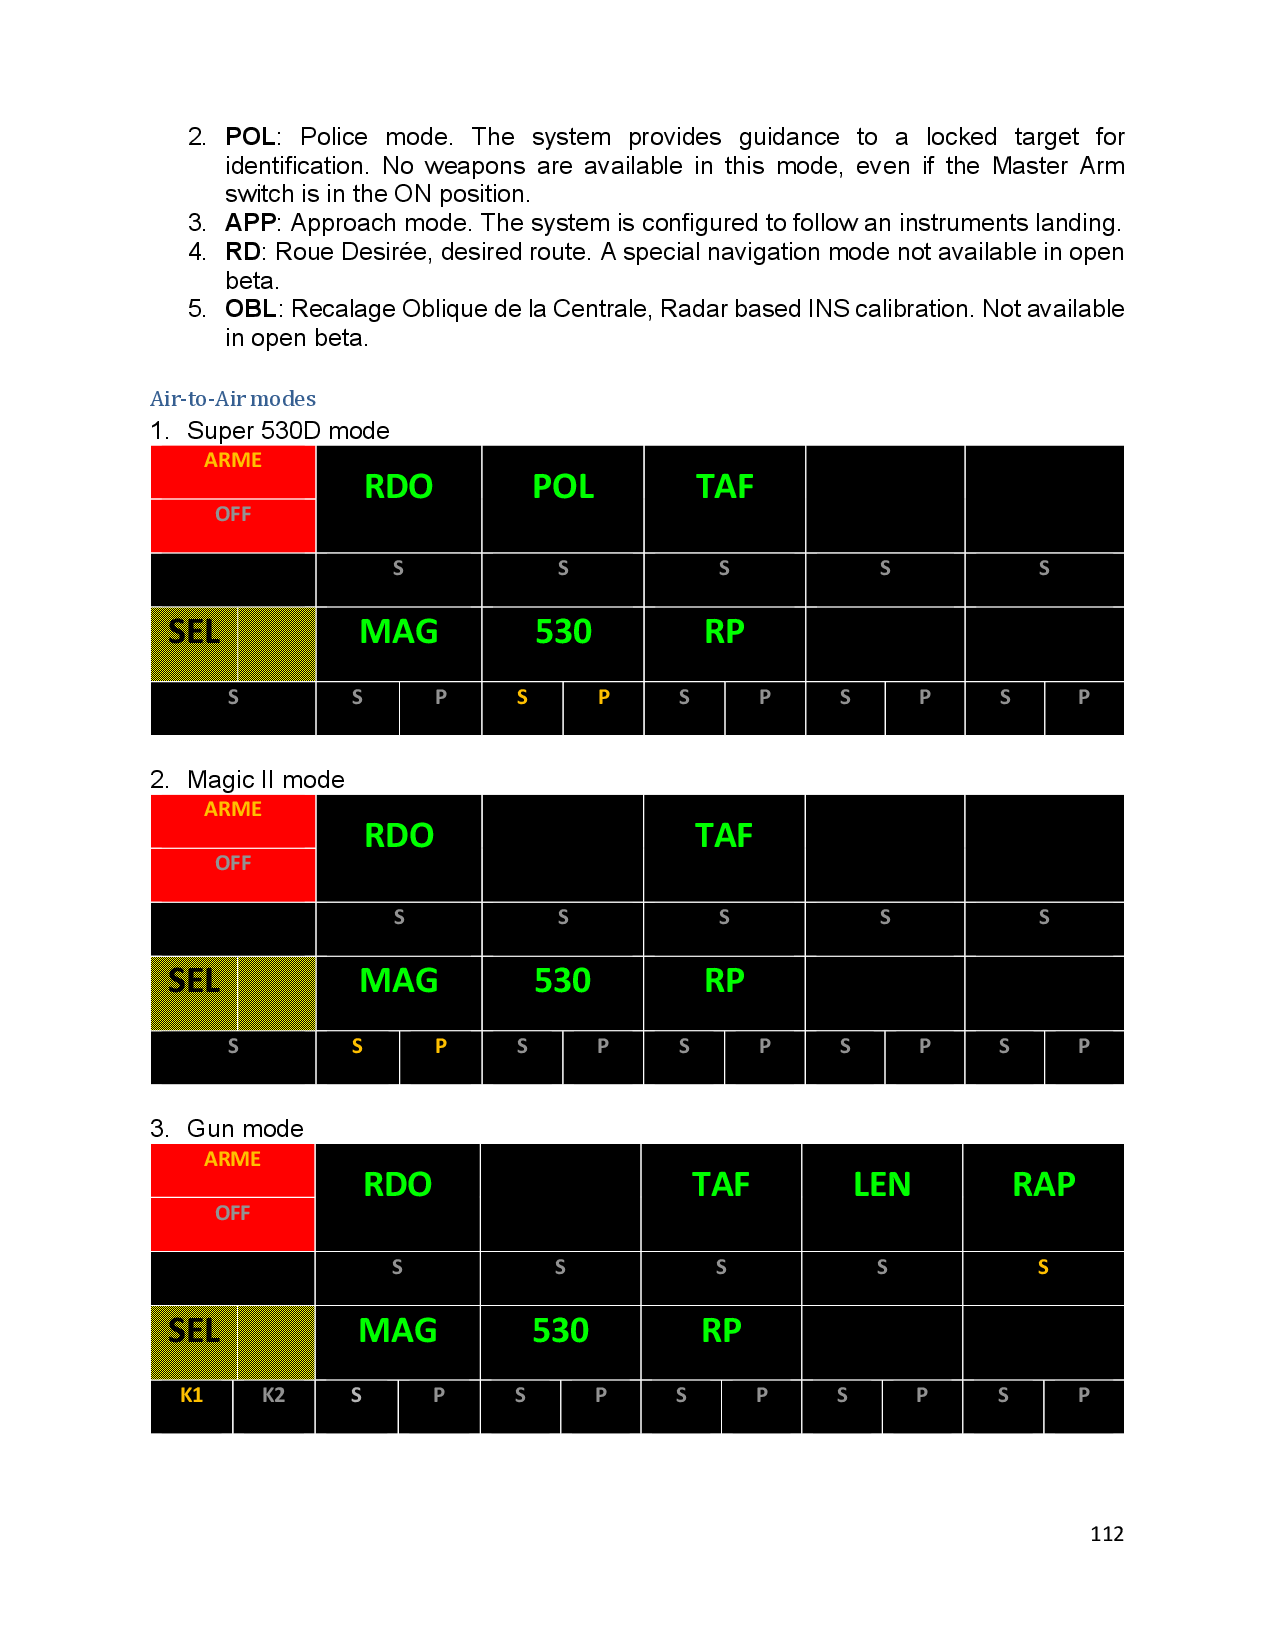 2. POL: Police mode. The system provides guidance to a locked target for
identification. No weapons are available in this mode, even if the Master Arm
switch is in the ON position.
3. APP: Approach mode. The system is configured to follow an instruments landing.
4. RD: Roue Desirée, desired route. A special navigation mode not available in open
beta.
5. OBL: Recalage Oblique de la Centrale, Radar based INS calibration. Not available
in open beta.
Air-to-Air modes
1. Super 530D mode
ARME
RDO POL TAF
OFF
S S S S S
SEL MAG 530 RP
S S P S P S P S P S P
2. Magic II mode
ARME
RDO TAF
OFF
S S S S S
SEL MAG 530 RP
S S P S P S P S P S P
3. Gun mode
ARME
RDO TAF LEN RAP
OFF
S S S S S
SEL MAG 530 RP
K1 K2 S P S P S P S P S P
112